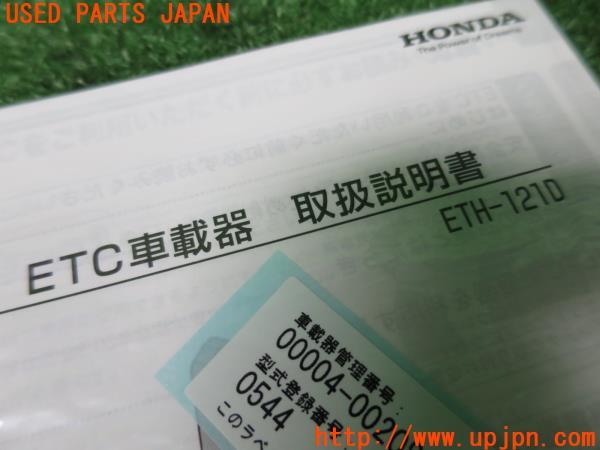 USED PARTS JAPAN
HONDA
The Power of Dreams
ETC車載器 取扱説明書
ETH-121D
車載器管理番号:
00004-002
型式登録番号
0544
このラベ
http://www.upjpn.com/